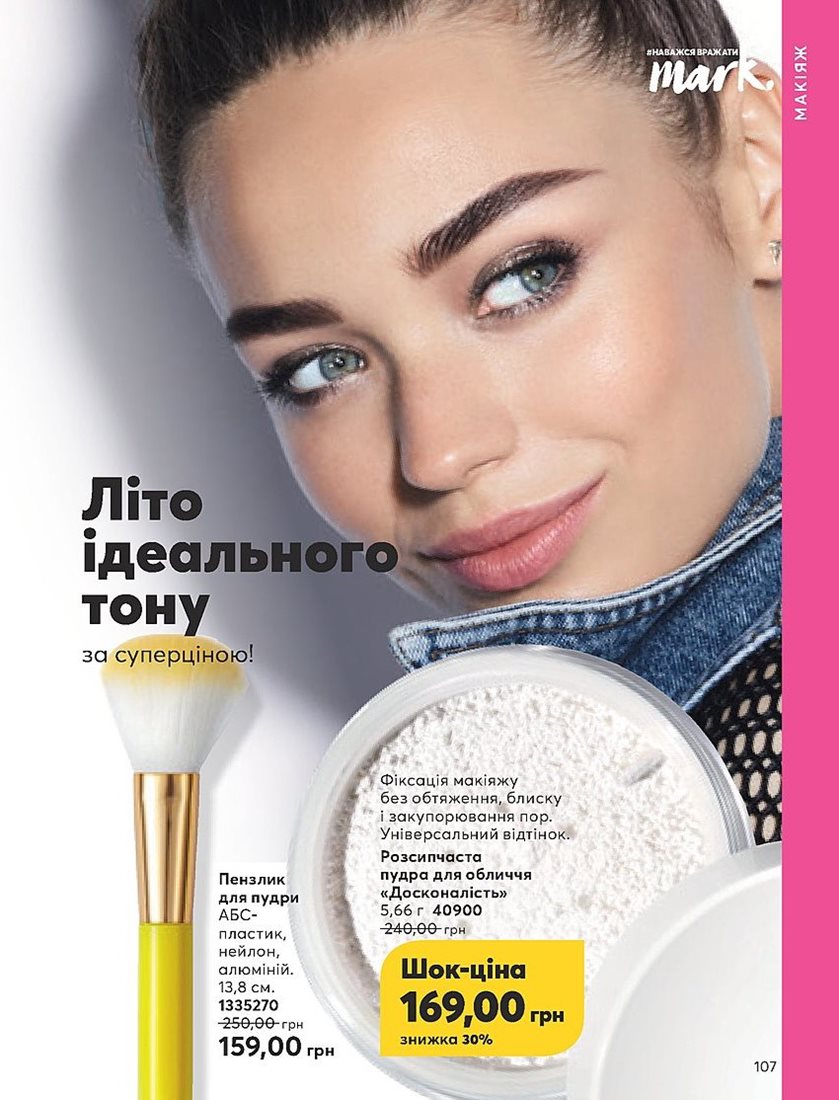 #НАВАЖСЯ ВРАЖАТИ
mark.
МАКІЯЖ
Літо
ідеального
тону
за суперціною!
Фіксація макіяжу
без обтяження, блиску
і закупорювання пор.
Універсальний відтінок.
Розсипчаста
пудра для обличчя
«Досконалість»
5,66 г 40900
240,00 грн
Шок-ціна
169,00 грн
знижка 30%
Пензлик
для пудри
АБС-
пластик,
нейлон,
алюміній.
13,8 см.
1335270
250,00 грн
159,00 грн
107